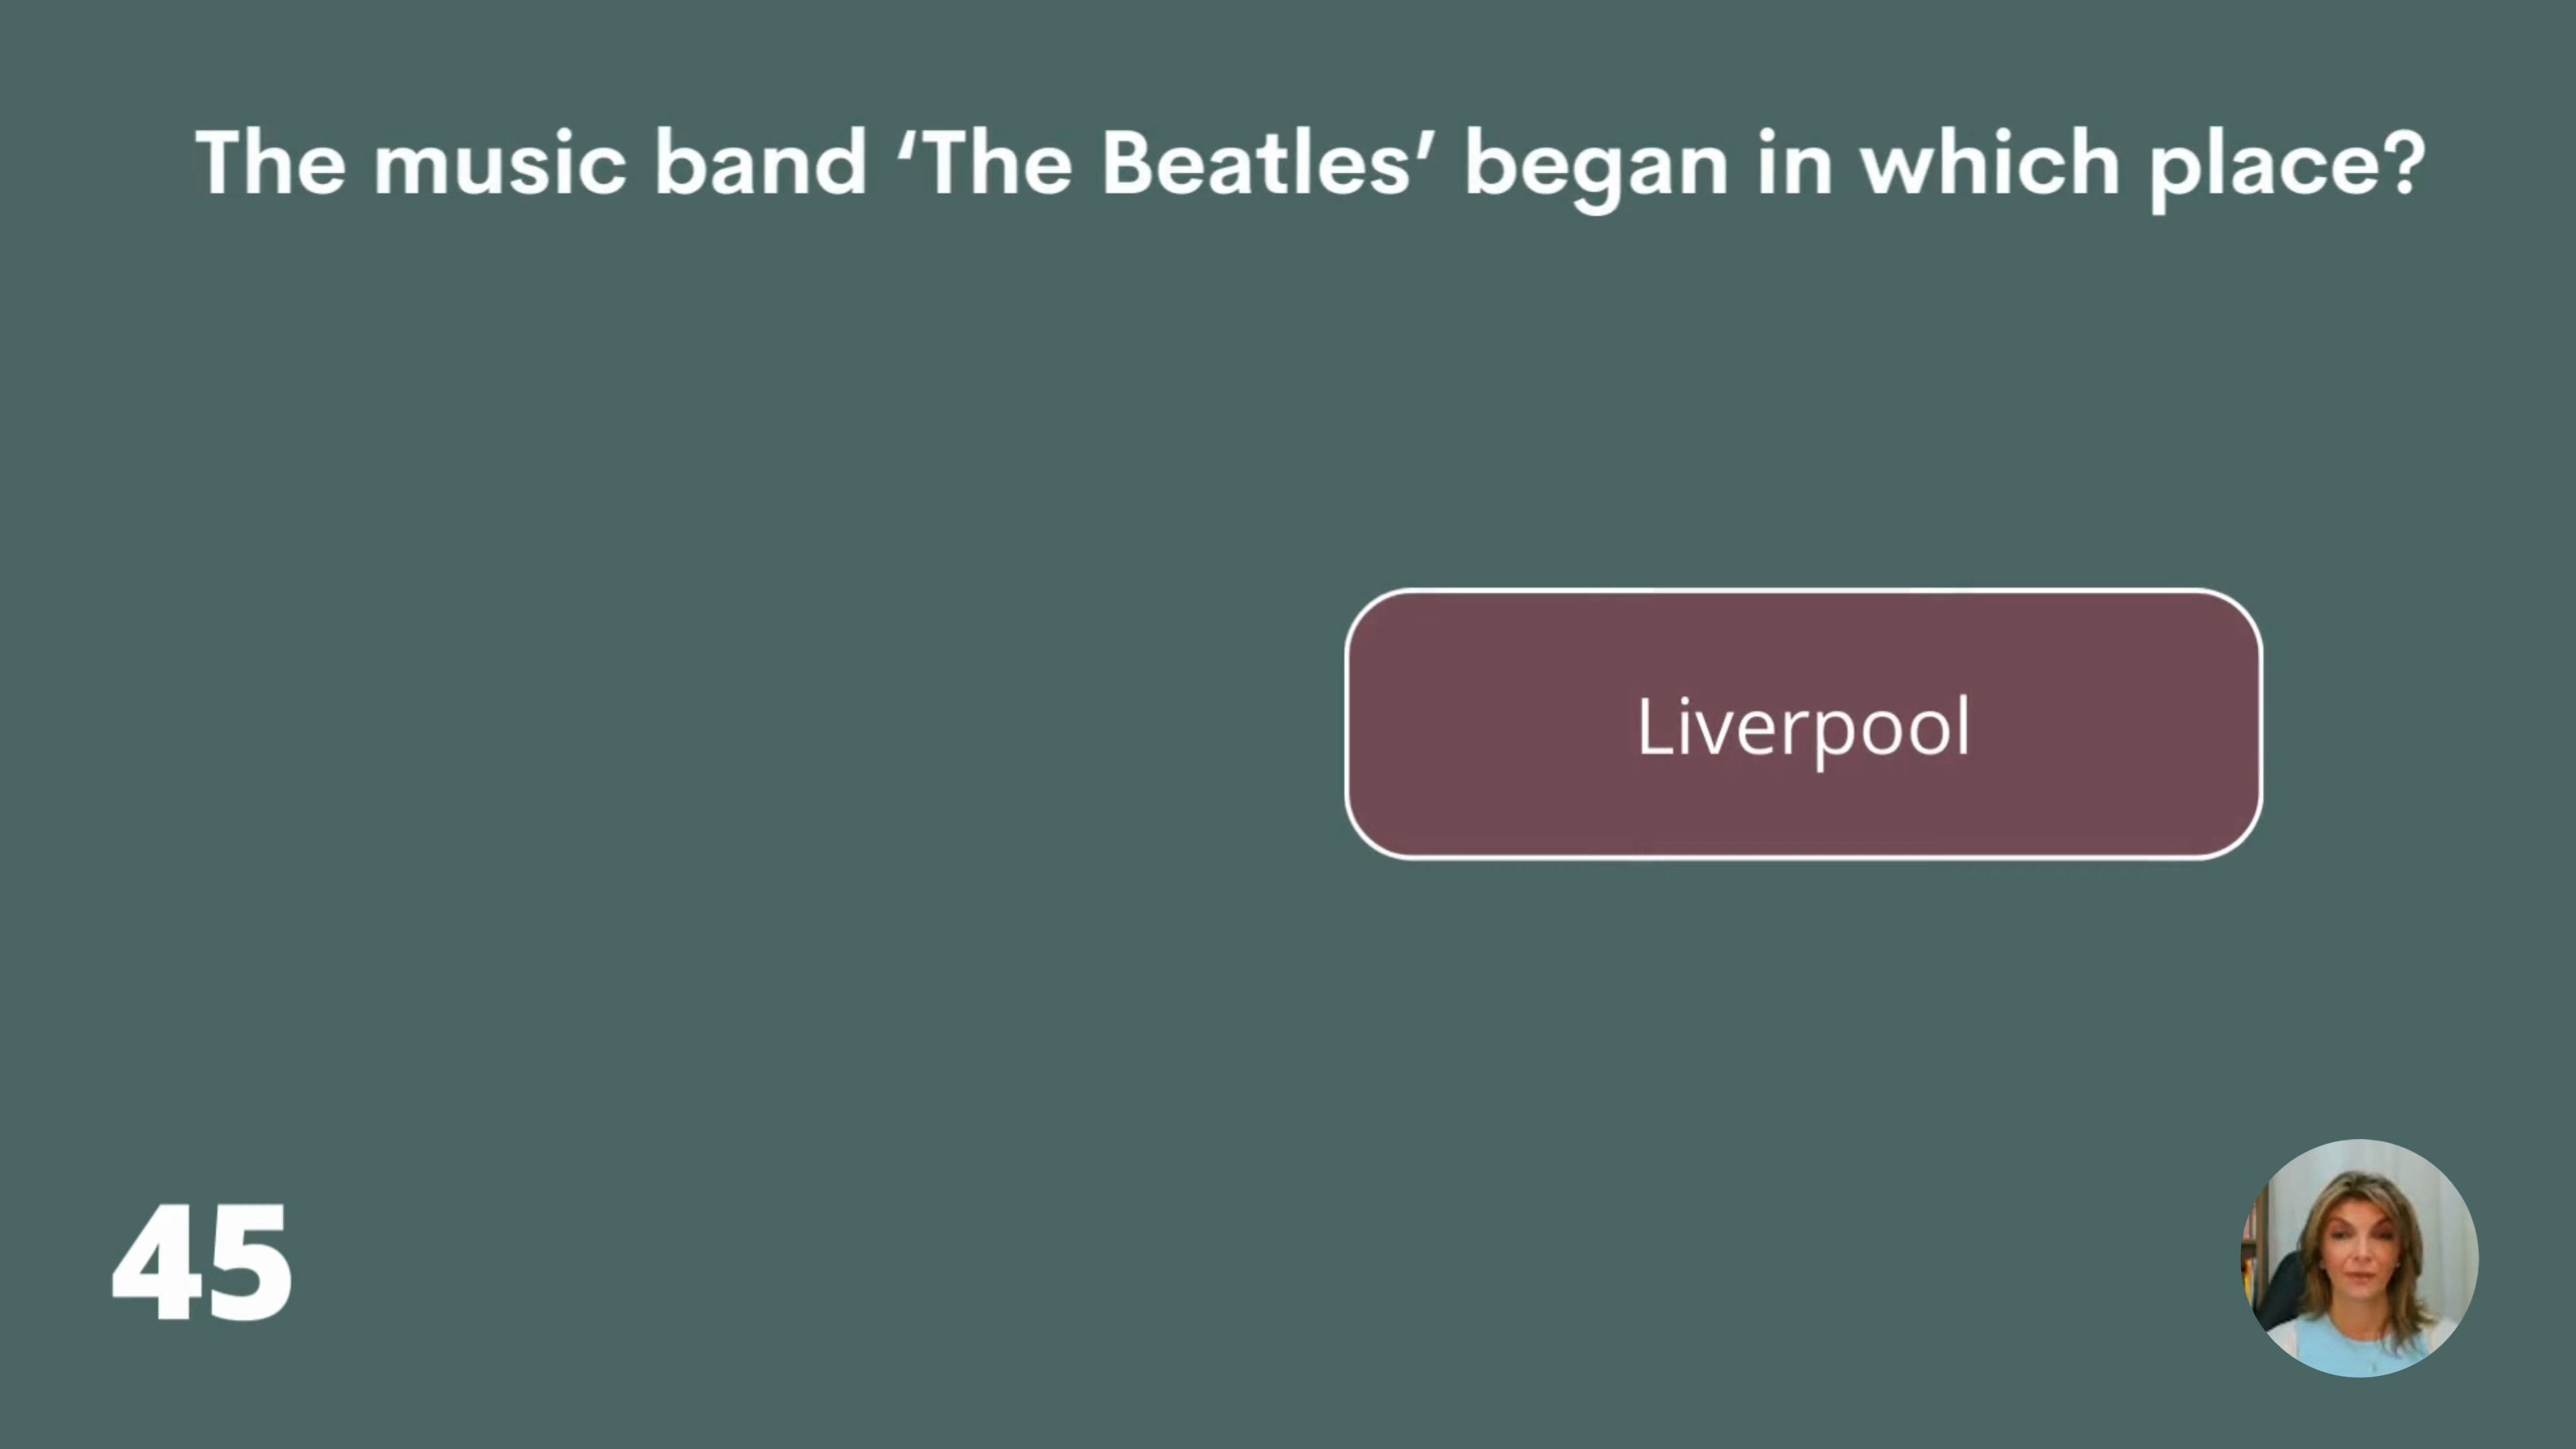 The music band ‘The Beatles’ began in which place?
Liverpool
45